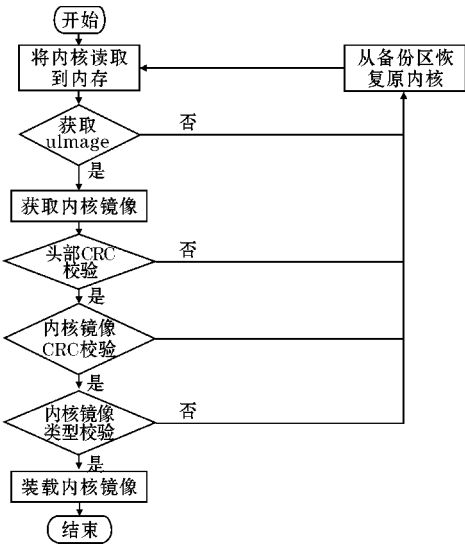 开始
将内核读取
到内存
从备份区恢
复原内核
获取
uImage
否
是
获取内核镜像
头部CRC
校验
否
是
内核镜像
CRC校验
是
内核镜像
类型校验
否
是
装载内核镜像
结束